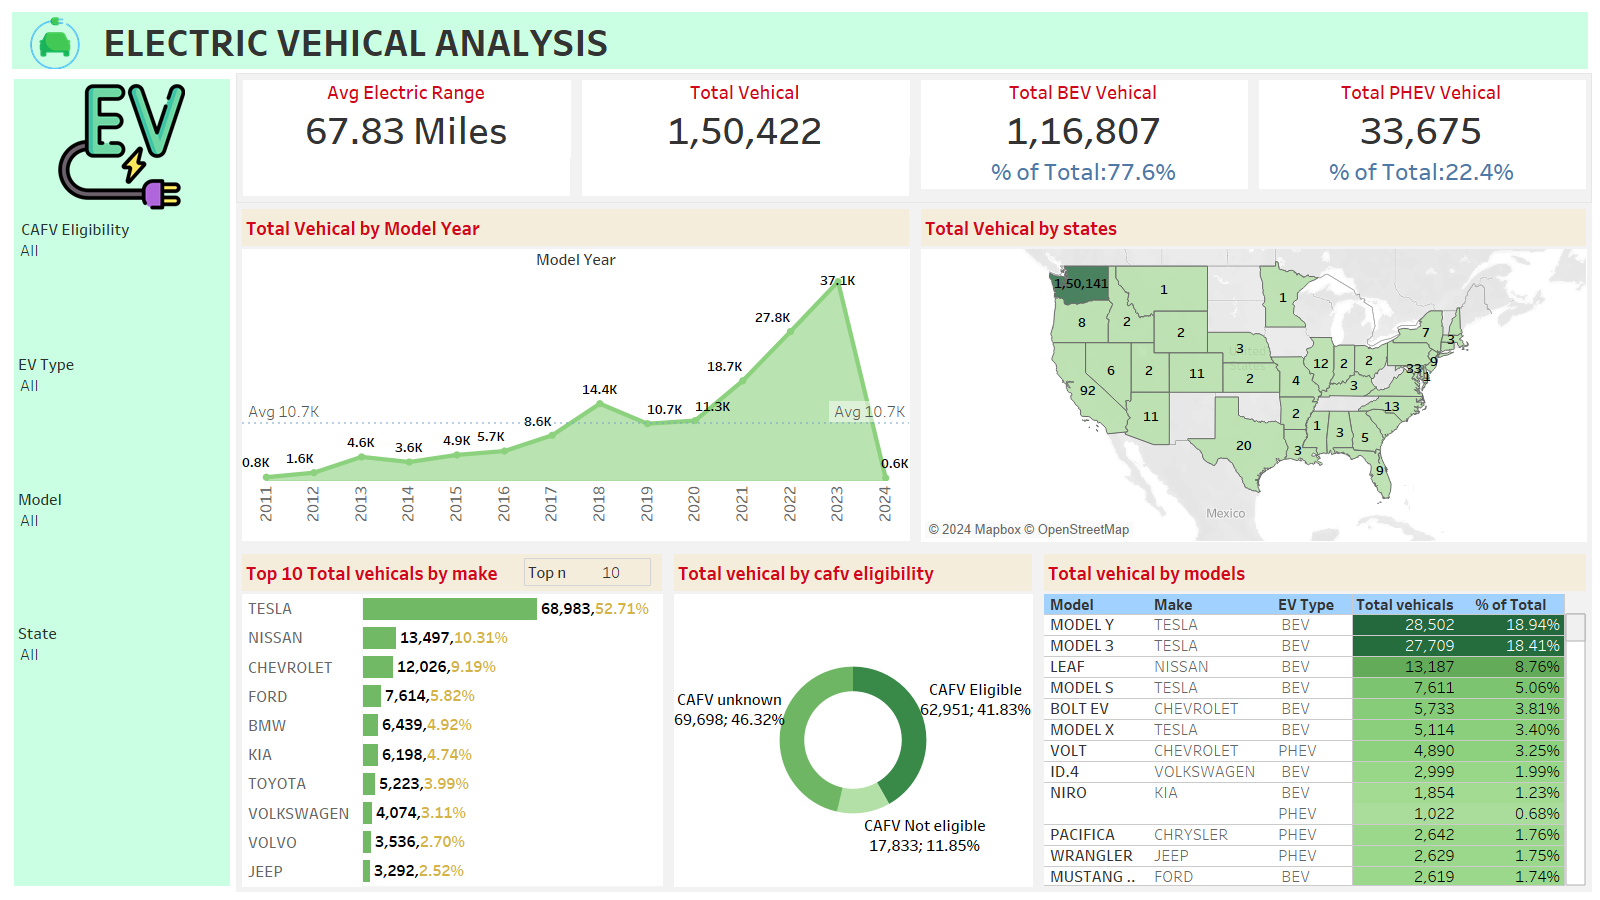 ELECTRIC VEHICAL ANALYSIS
EV
CAFV Eligibility
All
EV Type
All
Model
All
State
All
Avg Electric Range
67.83 Miles
Total Vehical
1,50,422
Total BEV Vehical
1,16,807
% of Total:77.6%
Total PHEV Vehical
33,675
% of Total:22.4%
Total Vehical by Model Year
Model Year
37.1K
27.8K
18.7K
14.4K
10.7K
11.3K
8.6K
Avg 10.7K
Avg 10.7K
0.8K
1.6K
4.6K
3.6K
4.9K
5.7K
0.6K
2011
2012
2013
2014
2015
2016
2017
2018
2019
2020
2021
2022
2023
2024
Total Vehical by states
1,50,141
1
1
8
2
2
7
3
3
United
States
12
2
2
9
33
1
92
6
2
11
2
4
3
13
11
2
1
3
5
20
3
9
Mexico
© 2024 Mapbox © OpenStreetMap
Top 10 Total vehicals by make
Top n 10
TESLA 68,983,52.71%
NISSAN 13,497,10.31%
CHEVROLET 12,026,9.19%
FORD 7,614,5.82%
BMW 6,439,4.92%
KIA 6,198,4.74%
TOYOTA 5,223,3.99%
VOLKSWAGEN 4,074,3.11%
VOLVO 3,536,2.70%
JEEP 3,292,2.52%
Total vehical by cafv eligibility
CAFV unknown
69,698; 46.32%
CAFV Eligible
62,951; 41.83%
CAFV Not eligible
17,833; 11.85%
Total vehical by models
Model Make EV Type Total vehicals % of Total
MODEL Y TESLA BEV 28,502 18.94%
MODEL 3 TESLA BEV 27,709 18.41%
LEAF NISSAN BEV 13,187 8.76%
MODEL S TESLA BEV 7,611 5.06%
BOLT EV CHEVROLET BEV 5,733 3.81%
MODEL X TESLA BEV 5,114 3.40%
VOLT CHEVROLET PHEV 4,890 3.25%
ID.4 VOLKSWAGEN BEV 2,999 1.99%
NIRO KIA BEV 1,854 1.23%
PHEV 1,022 0.68%
PACIFICA CHRYSLER PHEV 2,642 1.76%
WRANGLER JEEP PHEV 2,629 1.75%
MUSTANG .. FORD BEV 2,619 1.74%